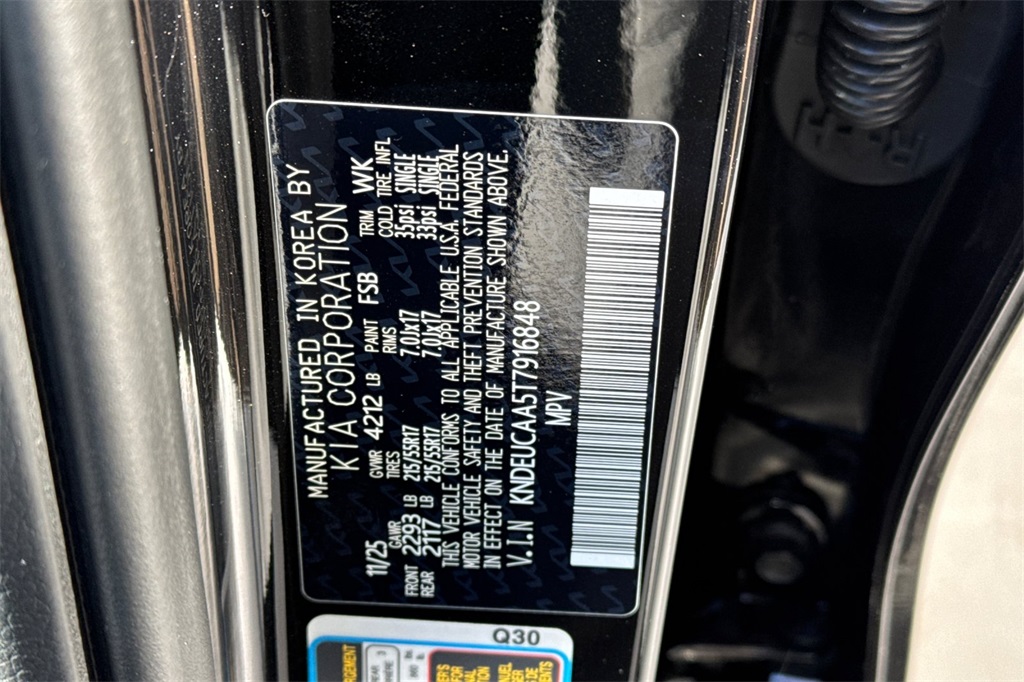 MANUFACTURED IN KOREA BY
KIA CORPORATION
11/25 GVWR 4212 LB PAINT FSB TRIM WK
GAWR TIRES RIMS COLD TIRE INFL
FRONT 2293 LB 215/55R17 7.0Jx17 35psi SINGLE
REAR 2117 LB 215/55R17 7.0Jx17 33psi SINGLE
THIS VEHICLE CONFORMS TO ALL APPLICABLE U.S.A. FEDERAL
MOTOR VEHICLE SAFETY AND THEFT PREVENTION STANDARDS
IN EFFECT ON THE DATE OF MANUFACTURE SHOWN ABOVE.
V.I.N KNDEUCAA5T7916848
MPV
Q30